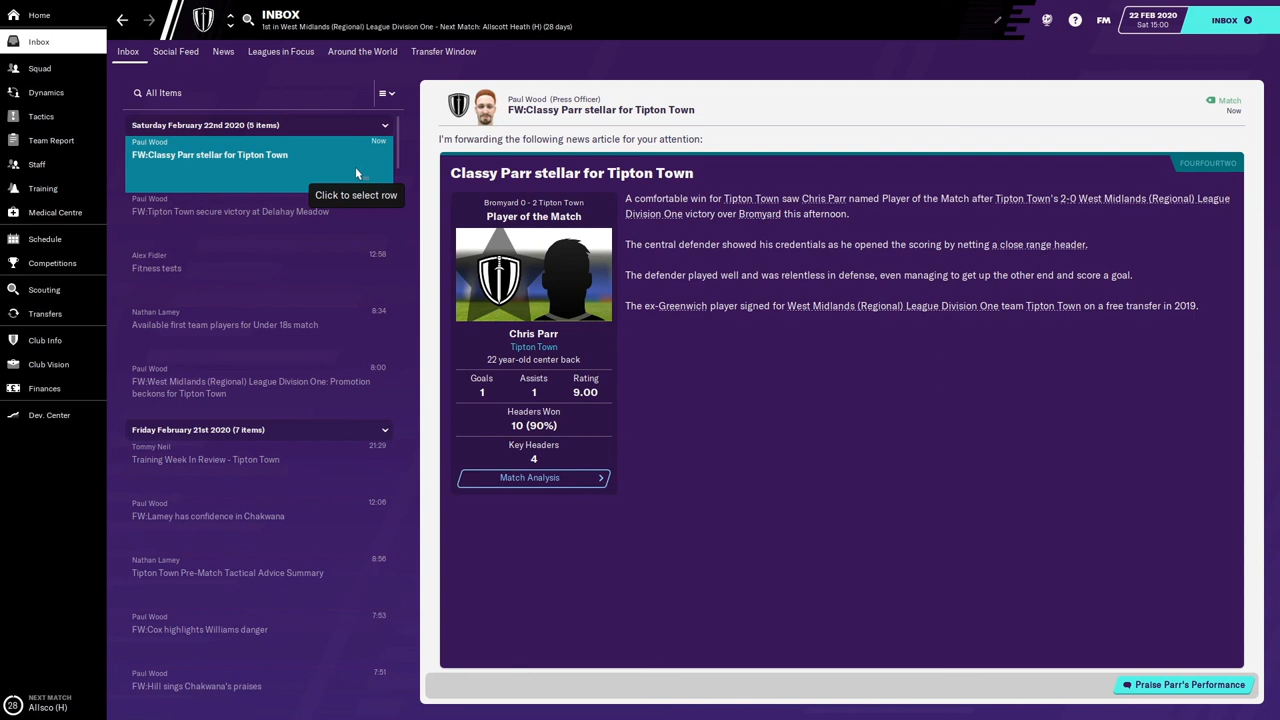 Home
Inbox
Squad
Dynamics
Tactics
Team Report
Staff
Training
Medical Centre
Schedule
Competitions
Scouting
Transfers
Club Info
Club Vision
Finances
Dev. Center
28
NEXT MATCH
Allsco (H)
INBOX
1st in West Midlands (Regional) League Division One - Next Match: Allscott Heath (H) (28 days)
?
FM
22 FEB 2020
Sat 15:00
INBOX
Inbox
Social Feed
News
Leagues in Focus
Around the World
Transfer Window
All Items
Saturday February 22nd 2020 (5 items)
Paul Wood
Now
FW:Classy Parr stellar for Tipton Town
Click to select row
Paul Wood
FW:Tipton Town secure victory at Delahay Meadow
Alex Fidler
12:58
Fitness tests
Nathan Lamey
8:34
Available first team players for Under 18s match
Paul Wood
8:00
FW:West Midlands (Regional) League Division One: Promotion
beckons for Tipton Town
Friday February 21st 2020 (7 items)
Tommy Neil
21:29
Training Week In Review - Tipton Town
Paul Wood
12:06
FW:Lamey has confidence in Chakwana
Nathan Lamey
8:56
Tipton Town Pre-Match Tactical Advice Summary
Paul Wood
7:53
FW:Cox highlights Williams danger
Paul Wood
7:51
FW:Hill sings Chakwana's praises
Paul Wood (Press Officer)
FW:Classy Parr stellar for Tipton Town
Match
Now
I'm forwarding the following news article for your attention:
FOURFOURTWO
Classy Parr stellar for Tipton Town
Bromyard 0 - 2 Tipton Town
Player of the Match
Chris Parr
Tipton Town
22 year-old center back
Goals Assists Rating
1 1 9.00
Headers Won
10 (90%)
Key Headers
4
Match Analysis
A comfortable win for Tipton Town saw Chris Parr named Player of the Match after Tipton Town's 2-0 West Midlands (Regional) League
Division One victory over Bromyard this afternoon.
The central defender showed his credentials as he opened the scoring by netting a close range header.
The defender played well and was relentless in defense, even managing to get up the other end and score a goal.
The ex-Greenwich player signed for West Midlands (Regional) League Division One team Tipton Town on a free transfer in 2019.
Praise Parr's Performance